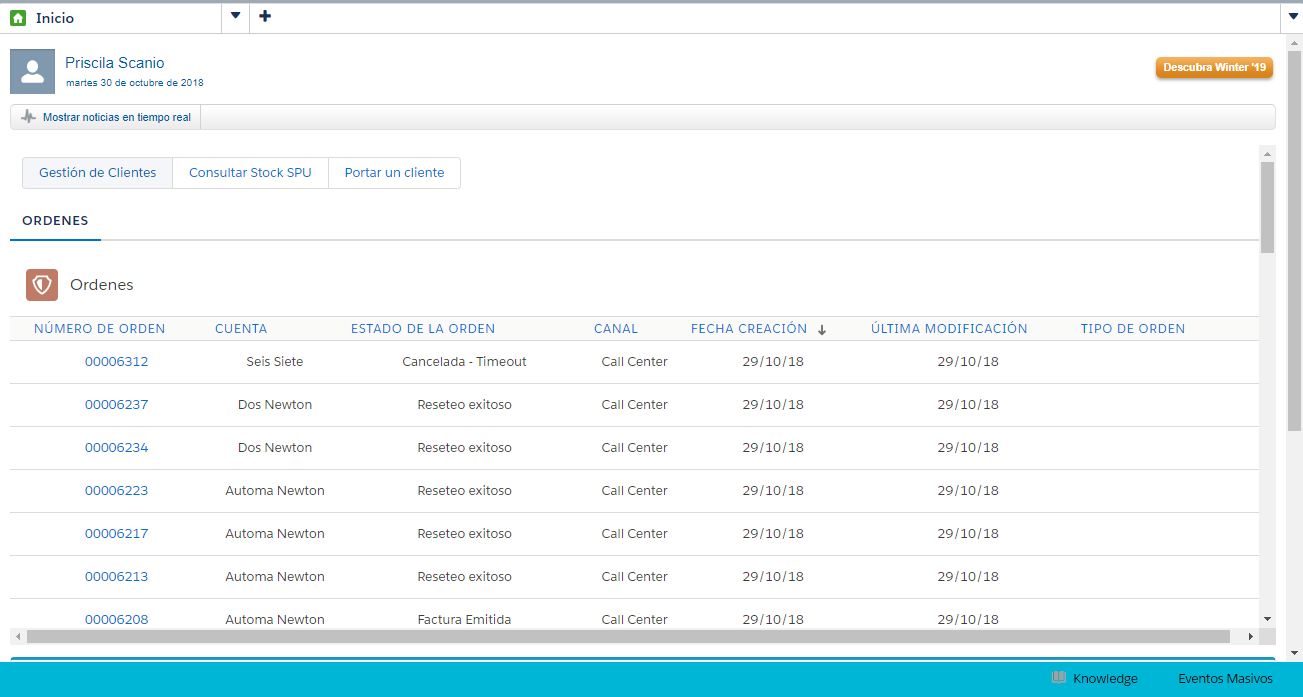 Inicio
Priscila Scanio
martes 30 de octubre de 2018
Descubra Winter '19
Mostrar noticias en tiempo real
Gestión de Clientes Consultar Stock SPU Portar un cliente
ORDENES
Ordenes
NÚMERO DE ORDEN CUENTA ESTADO DE LA ORDEN CANAL FECHA CREACIÓN ÚLTIMA MODIFICACIÓN TIPO DE ORDEN
00006312 Seis Siete Cancelada - Timeout Call Center 29/10/18 29/10/18
00006237 Dos Newton Reseteo exitoso Call Center 29/10/18 29/10/18
00006234 Dos Newton Reseteo exitoso Call Center 29/10/18 29/10/18
00006223 Automa Newton Reseteo exitoso Call Center 29/10/18 29/10/18
00006217 Automa Newton Reseteo exitoso Call Center 29/10/18 29/10/18
00006213 Automa Newton Reseteo exitoso Call Center 29/10/18 29/10/18
00006208 Automa Newton Factura Emitida Call Center 29/10/18 29/10/18
Knowledge Eventos Masivos